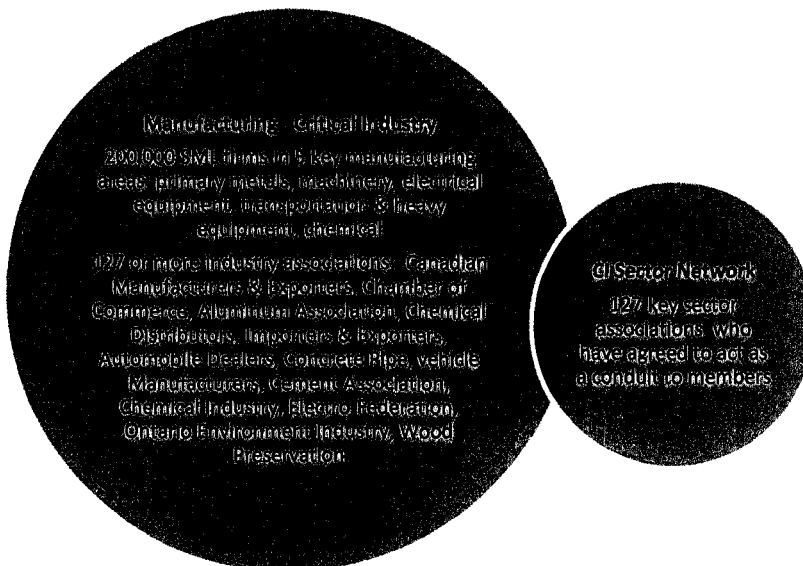 Manufacturing - Critical Industry
200,000 SME firms in 5 key manufacturing
areas: primary metals, machinery, electrical
equipment, transportation & heavy
equipment, chemical
127 or more industry associations: Canadian
Manufacturers & Exporters, Chamber of
Commerce, Aluminum Association, Chemical
Distributors, Importers & Exporters,
Automobile Dealers, Concrete Pipe, vehicle
Manufacturers, Cement Association,
Chemical Industry, Electro Federation,
Ontario Environment Industry, Wood
Preservation
CI Sector Network
127 key sector
associations who
have agreed to act as
a conduit to members